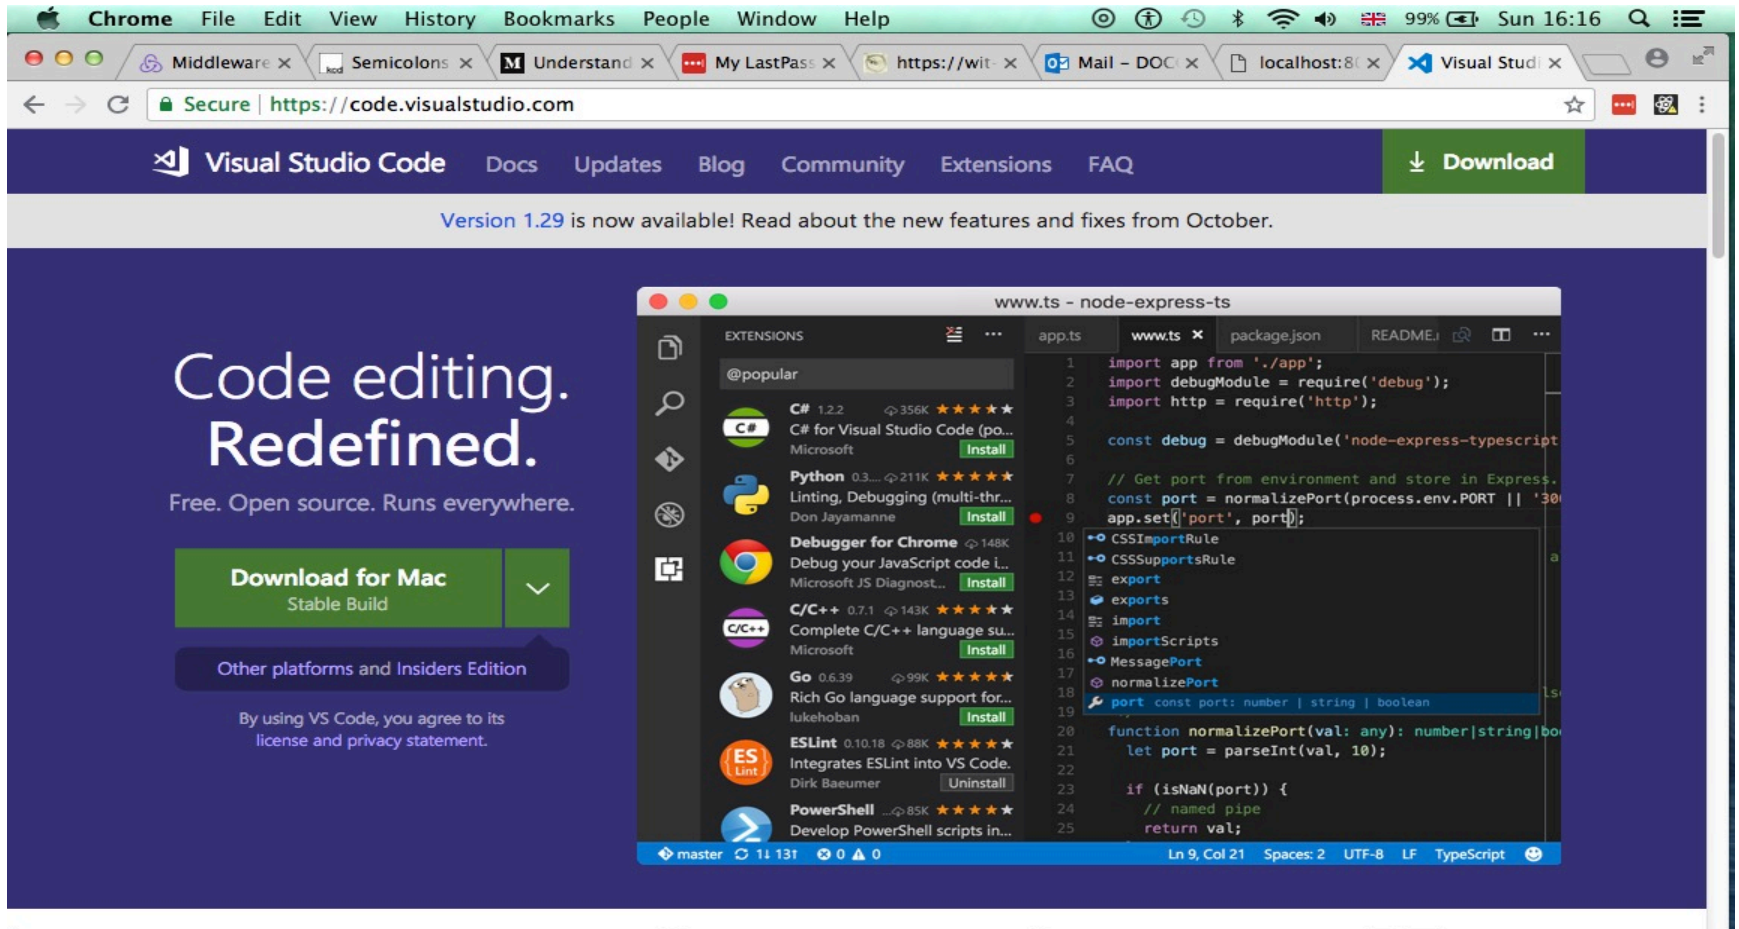 Chrome File Edit View History Bookmarks People Window Help 99% Sun 16:16
Middleware Semicolons Understand My LastPass https://wit- Mail – DOC localhost:8 Visual Studi
Secure https://code.visualstudio.com
Visual Studio Code Docs Updates Blog Community Extensions FAQ Download
Version 1.29 is now available! Read about the new features and fixes from October.
Code editing.
Redefined.
Free. Open source. Runs everywhere.
Download for Mac
Stable Build
Other platforms and Insiders Edition
By using VS Code, you agree to its
license and privacy statement.
www.ts - node-express-ts
EXTENSIONS
@popular
C# 1.2.2 356K
C# for Visual Studio Code (po...
Microsoft Install
Python 0.3.... 211K
Linting, Debugging (multi-thr...
Don Jayamanne Install
Debugger for Chrome 148K
Debug your JavaScript code i...
Microsoft JS Diagnost... Install
C/C++ 0.7.1 143K
Complete C/C++ language su...
Microsoft Install
Go 0.6.39 99K
Rich Go language support for...
lukehoban Install
ESLint 0.10.18 88K
Integrates ESLint into VS Code.
Dirk Baeumer Uninstall
PowerShell ... 85K
Develop PowerShell scripts in...
app.ts www.ts package.json README.
1 import app from './app';
2 import debugModule = require('debug');
3 import http = require('http');
4
5 const debug = debugModule('node-express-typescript
6
7 // Get port from environment and store in Express.
8 const port = normalizePort(process.env.PORT || '300
9 app.set('port', port);
10 CSSImportRule
11 CSSSupportsRule
12 export
13 exports
14 import
15 importScripts
16 MessagePort
17 normalizePort
18 port const port: number | string | boolean
19
20 function normalizePort(val: any): number|string|boo
21 let port = parseInt(val, 10);
22
23 if (isNaN(port)) {
24 // named pipe
25 return val;
master 1↓ 13↑ 0 0 Ln 9, Col 21 Spaces: 2 UTF-8 LF TypeScript